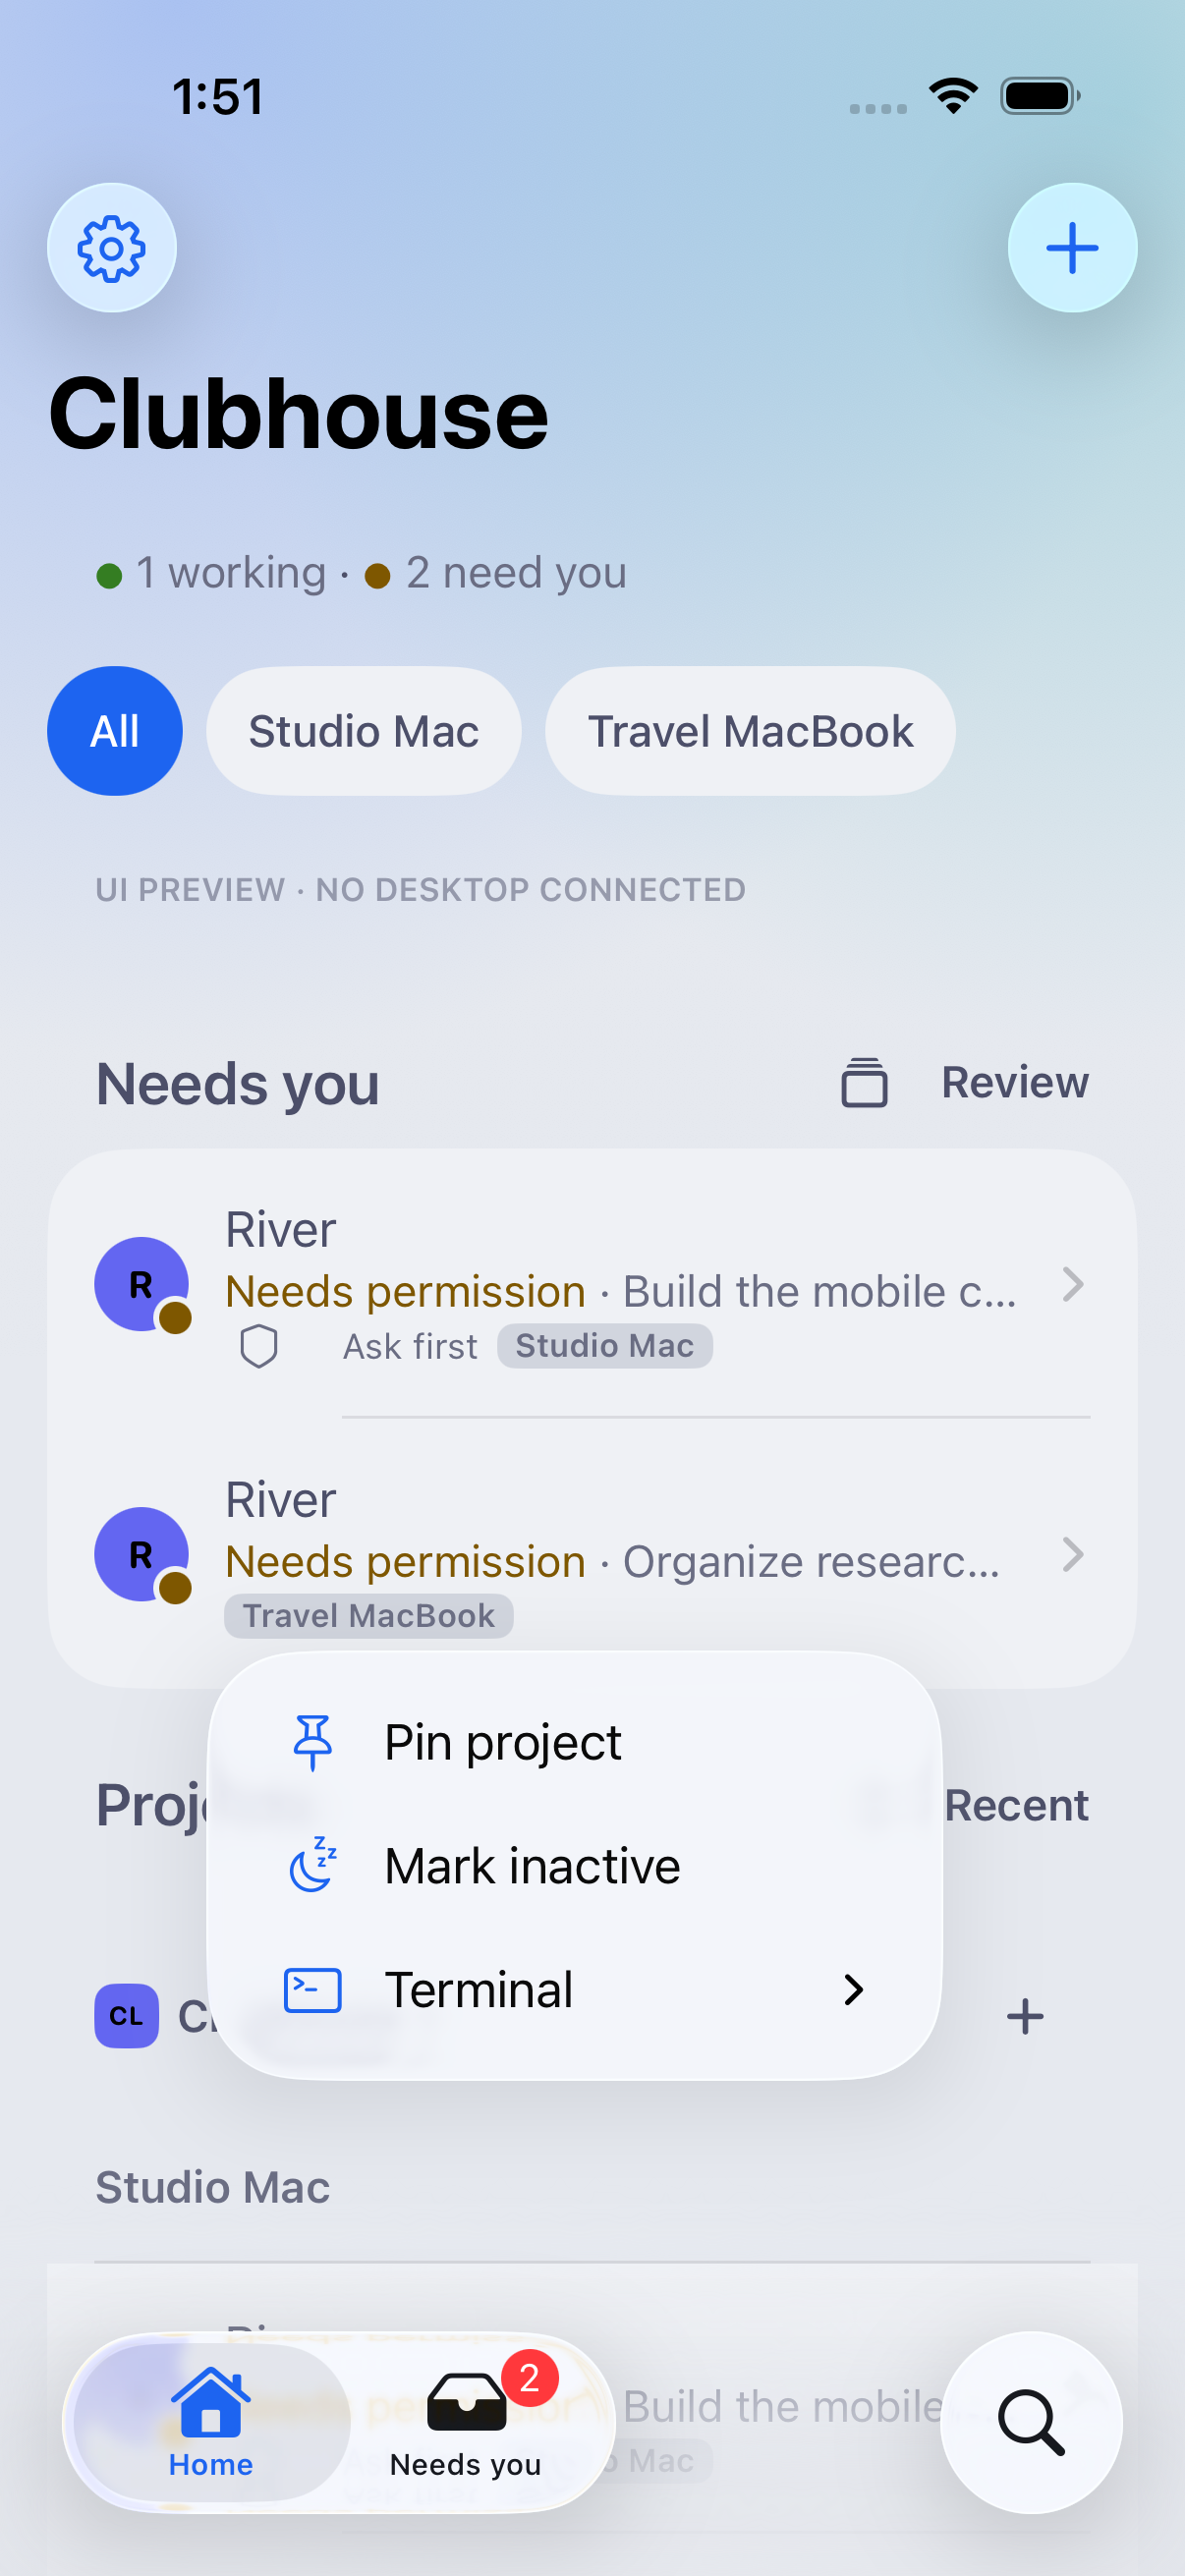 1:51
Clubhouse
1 working · 2 need you
All
Studio Mac
Travel MacBook
UI PREVIEW · NO DESKTOP CONNECTED
Needs you
Review
R
River
Needs permission · Build the mobile c...
Ask first
Studio Mac
R
River
Needs permission · Organize researc...
Travel MacBook
Pin project
Recent
Mark inactive
Terminal
CL
Studio Mac
Build the mobile
Mac
2
Home
Needs you